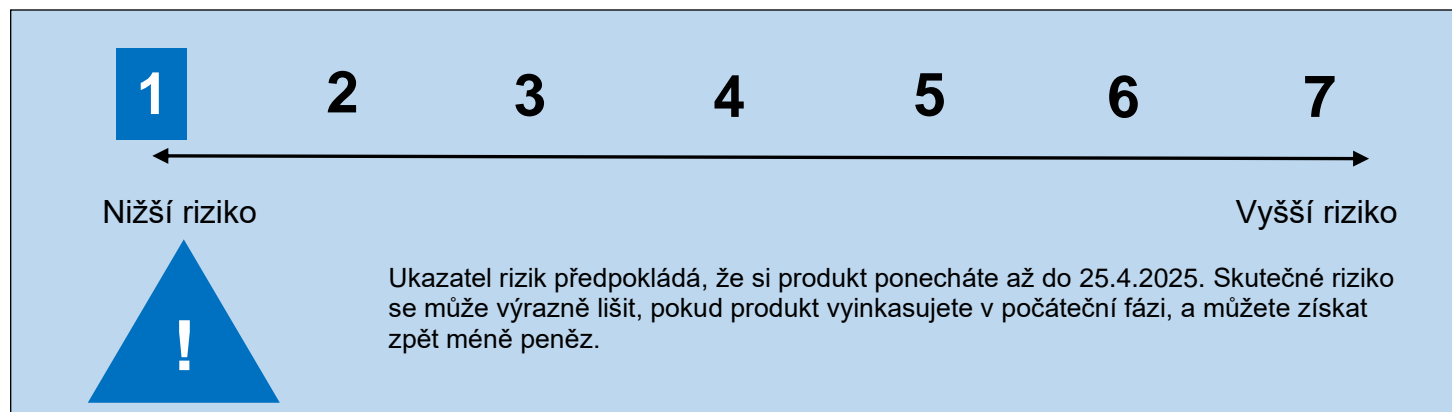 1 2 3 4 5 6 7
Nižší riziko Vyšší riziko
Ukazatel rizik předpokládá, že si produkt ponecháte až do 25.4.2025. Skutečné riziko
se může výrazně lišit, pokud produkt vyinkasujete v počáteční fázi, a můžete získat
zpět méně peněz.
!